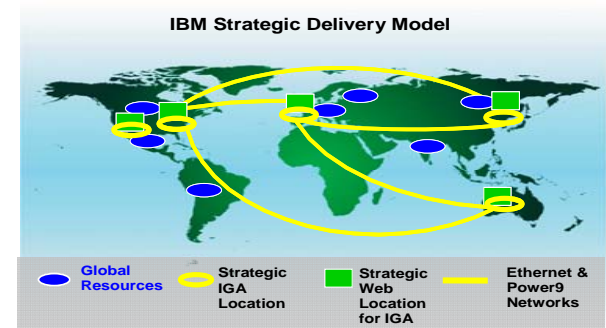 IBM Strategic Delivery Model
Global
Resources
Strategic
IGA
Location
Strategic
Web
Location
for IGA
Ethernet &
Power9
Networks